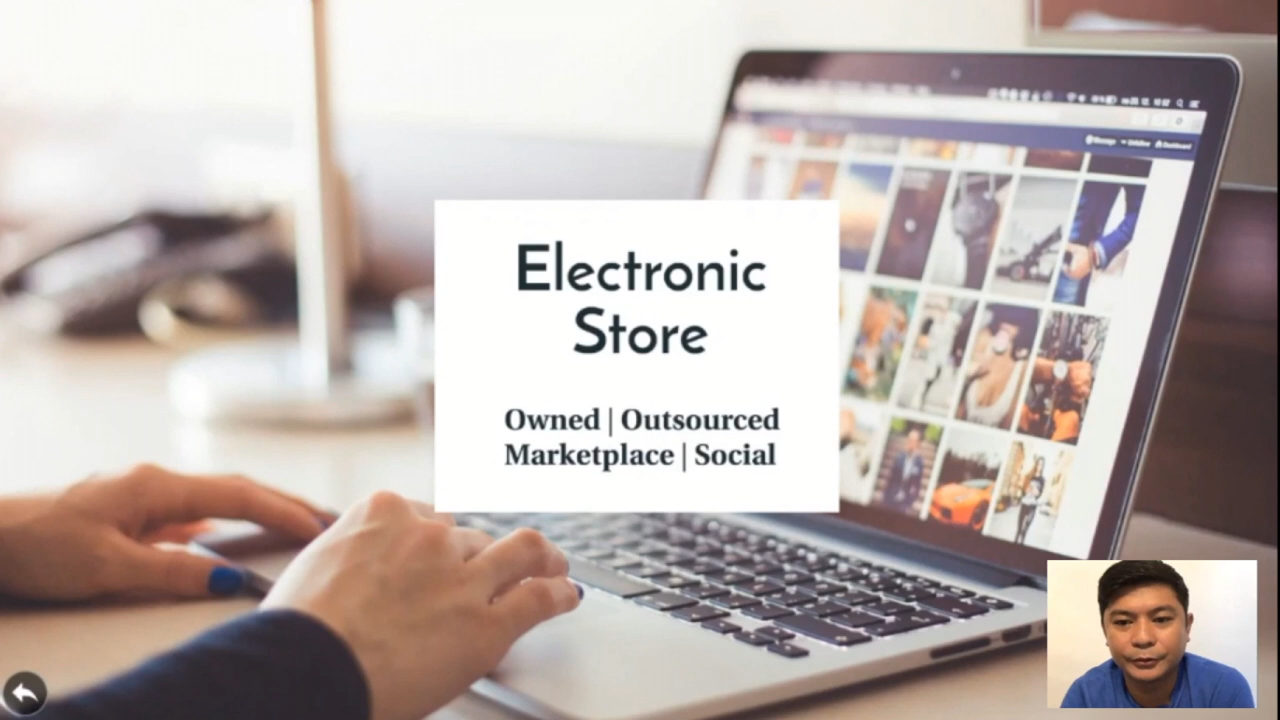 Electronic
Store
Owned | Outsourced
Marketplace | Social